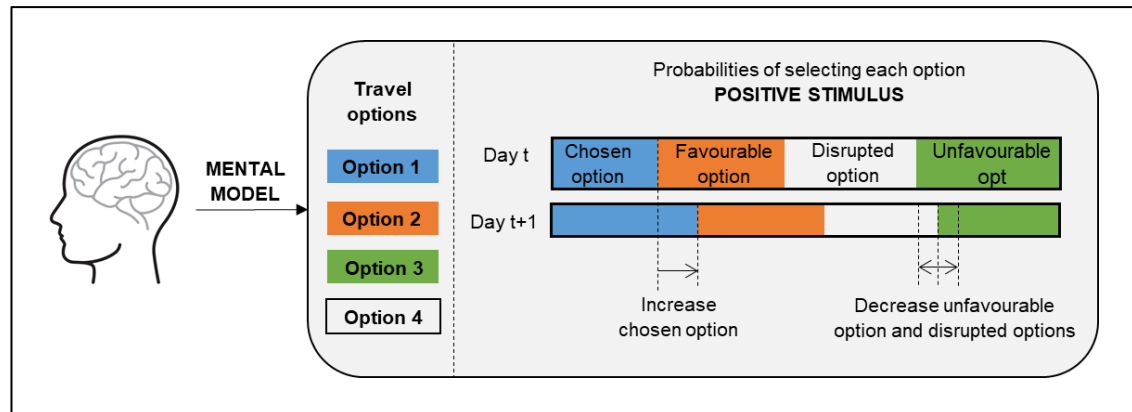 MENTAL
MODEL
Travel
options
Option 1
Option 2
Option 3
Option 4
Probabilities of selecting each option
POSITIVE STIMULUS
Day t
Chosen
option
Favourable
option
Disrupted
option
Unfavourable
opt
Day t+1
Increase
chosen option
Decrease unfavourable
option and disrupted options